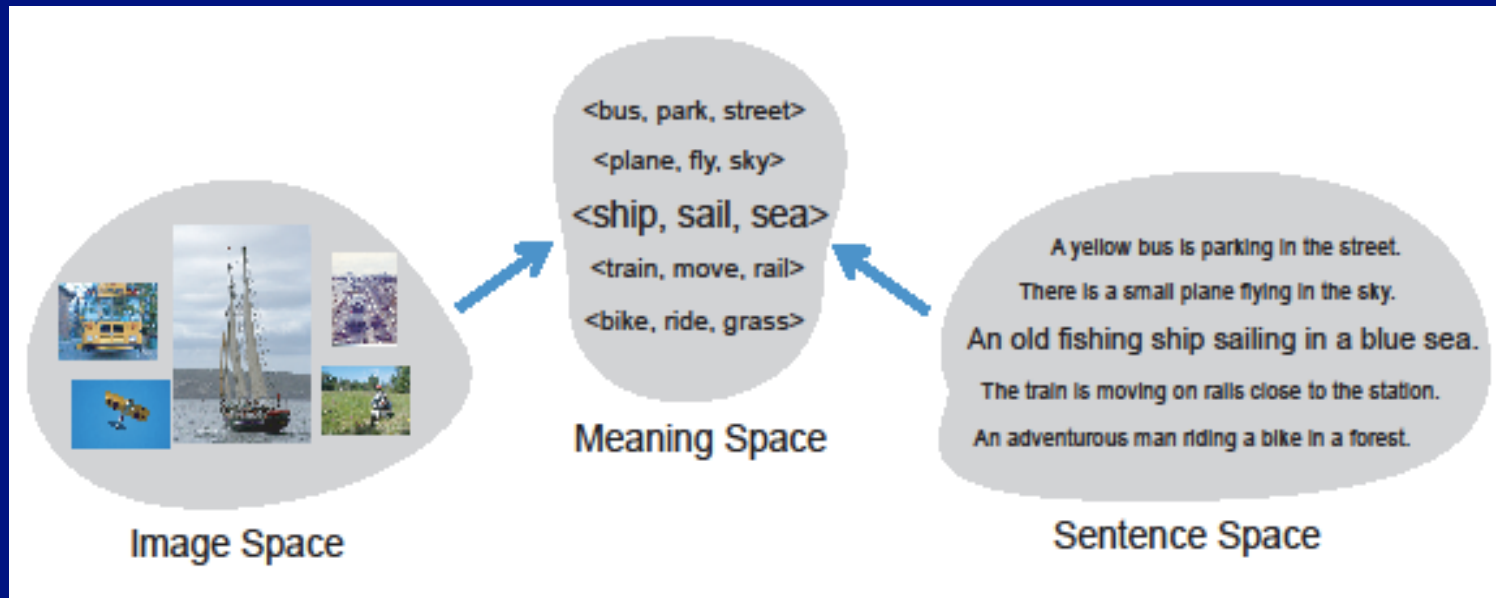 <bus, park, street>
<plane, fly, sky>
<ship, sail, sea>
<train, move, rail>
<bike, ride, grass>
Meaning Space
Image Space
A yellow bus is parking in the street.
There is a small plane flying in the sky.
An old fishing ship sailing in a blue sea.
The train is moving on rails close to the station.
An adventurous man riding a bike in a forest.
Sentence Space